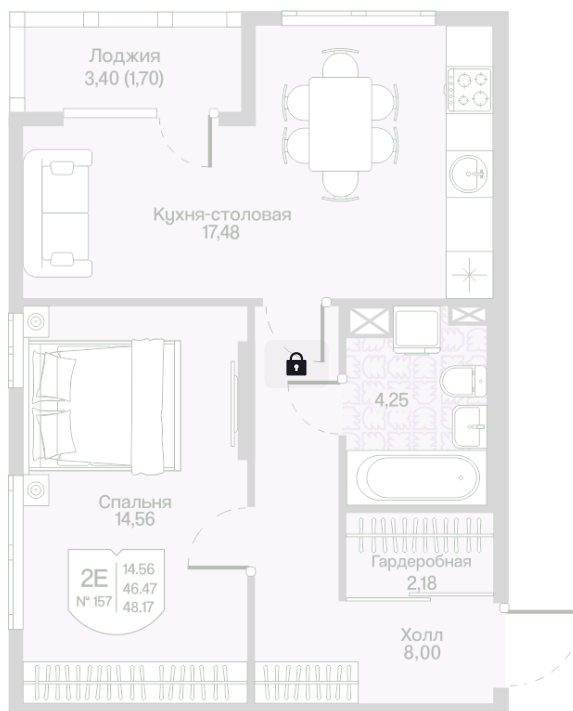 Лоджия
3,40 (1,70)
Кухня-столовая
17,48
4,25
Спальня
14,56
2Е
№ 157
14.56
46.47
48.17
Гардеробная
2,18
Холл
8,00